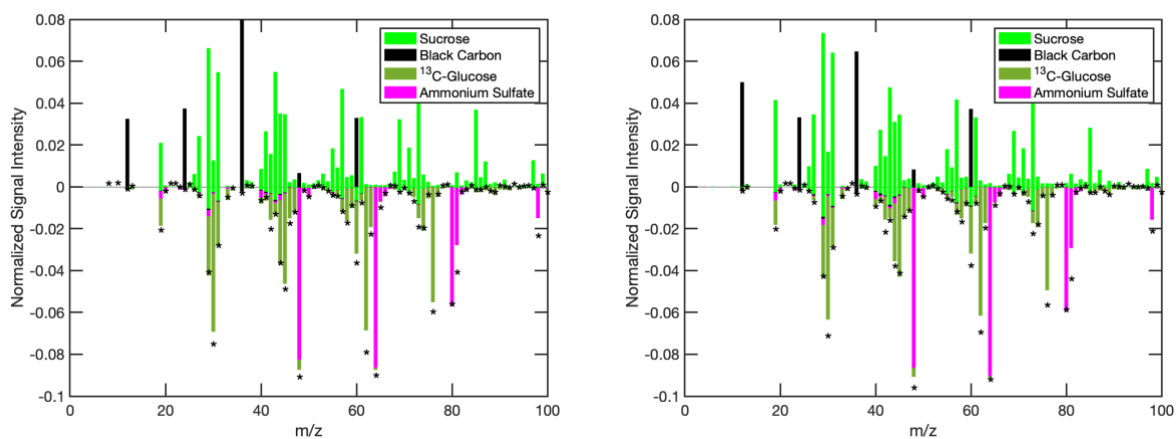 0.08
0.06
0.04
0.02
0
-0.02
-0.04
-0.06
-0.08
-0.1
Normalized Signal Intensity
Sucrose
Black Carbon
13C-Glucose
Ammonium Sulfate
0 20 40 60 80 100
m/z
0.08
0.06
0.04
0.02
0
-0.02
-0.04
-0.06
-0.08
-0.1
Normalized Signal Intensity
Sucrose
Black Carbon
13C-Glucose
Ammonium Sulfate
0 20 40 60 80 100
m/z